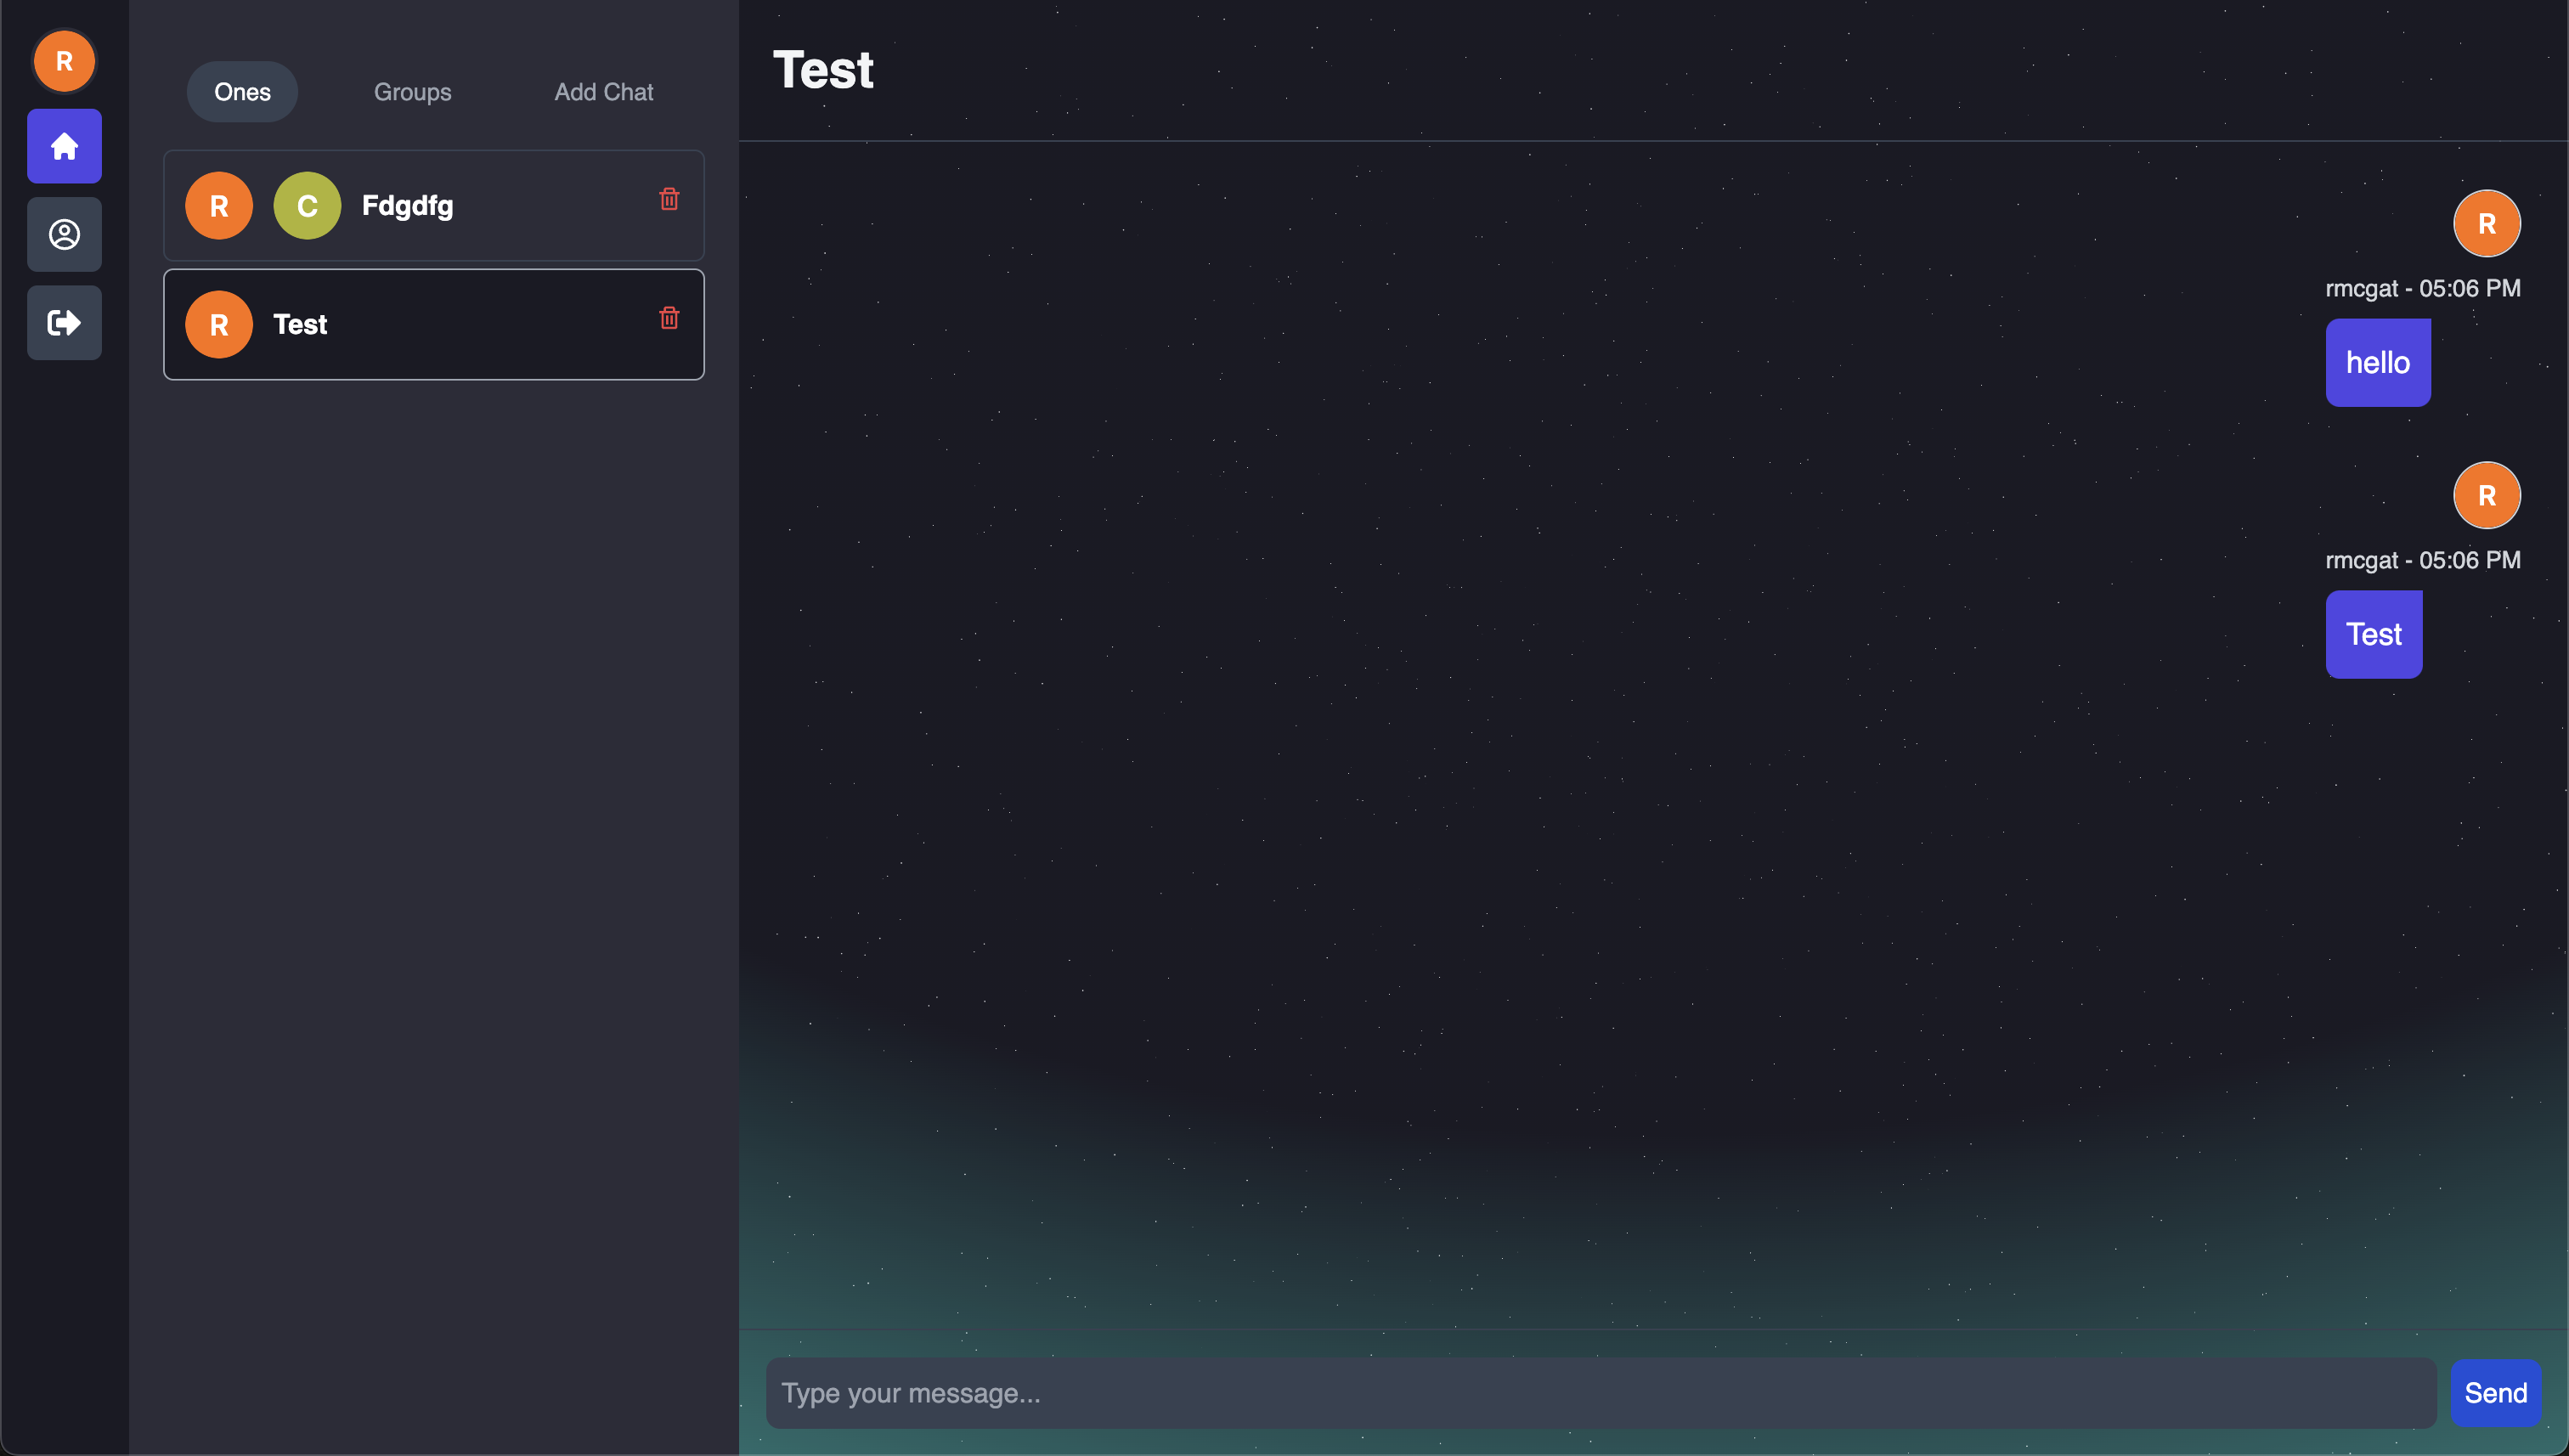 R
Ones
Groups
Add Chat
R C Fdgdfg
R Test
Test
R
rmcgat - 05:06 PM
hello
R
rmcgat - 05:06 PM
Test
Type your message...
Send